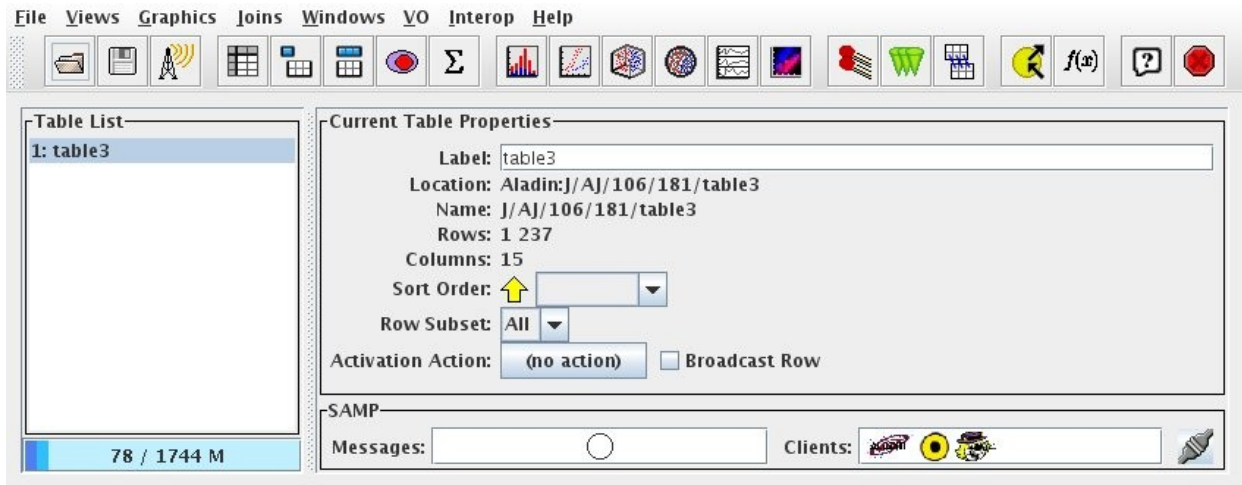 File Views Graphics Joins Windows VO Interop Help
Σ f(x) ?
Table List
1: table3
78 / 1744 M
Current Table Properties
Label: table3
Location: Aladin:J/AJ/106/181/table3
Name: J/AJ/106/181/table3
Rows: 1 237
Columns: 15
Sort Order:
Row Subset: All
Activation Action: (no action) Broadcast Row
SAMP
Messages: Clients: